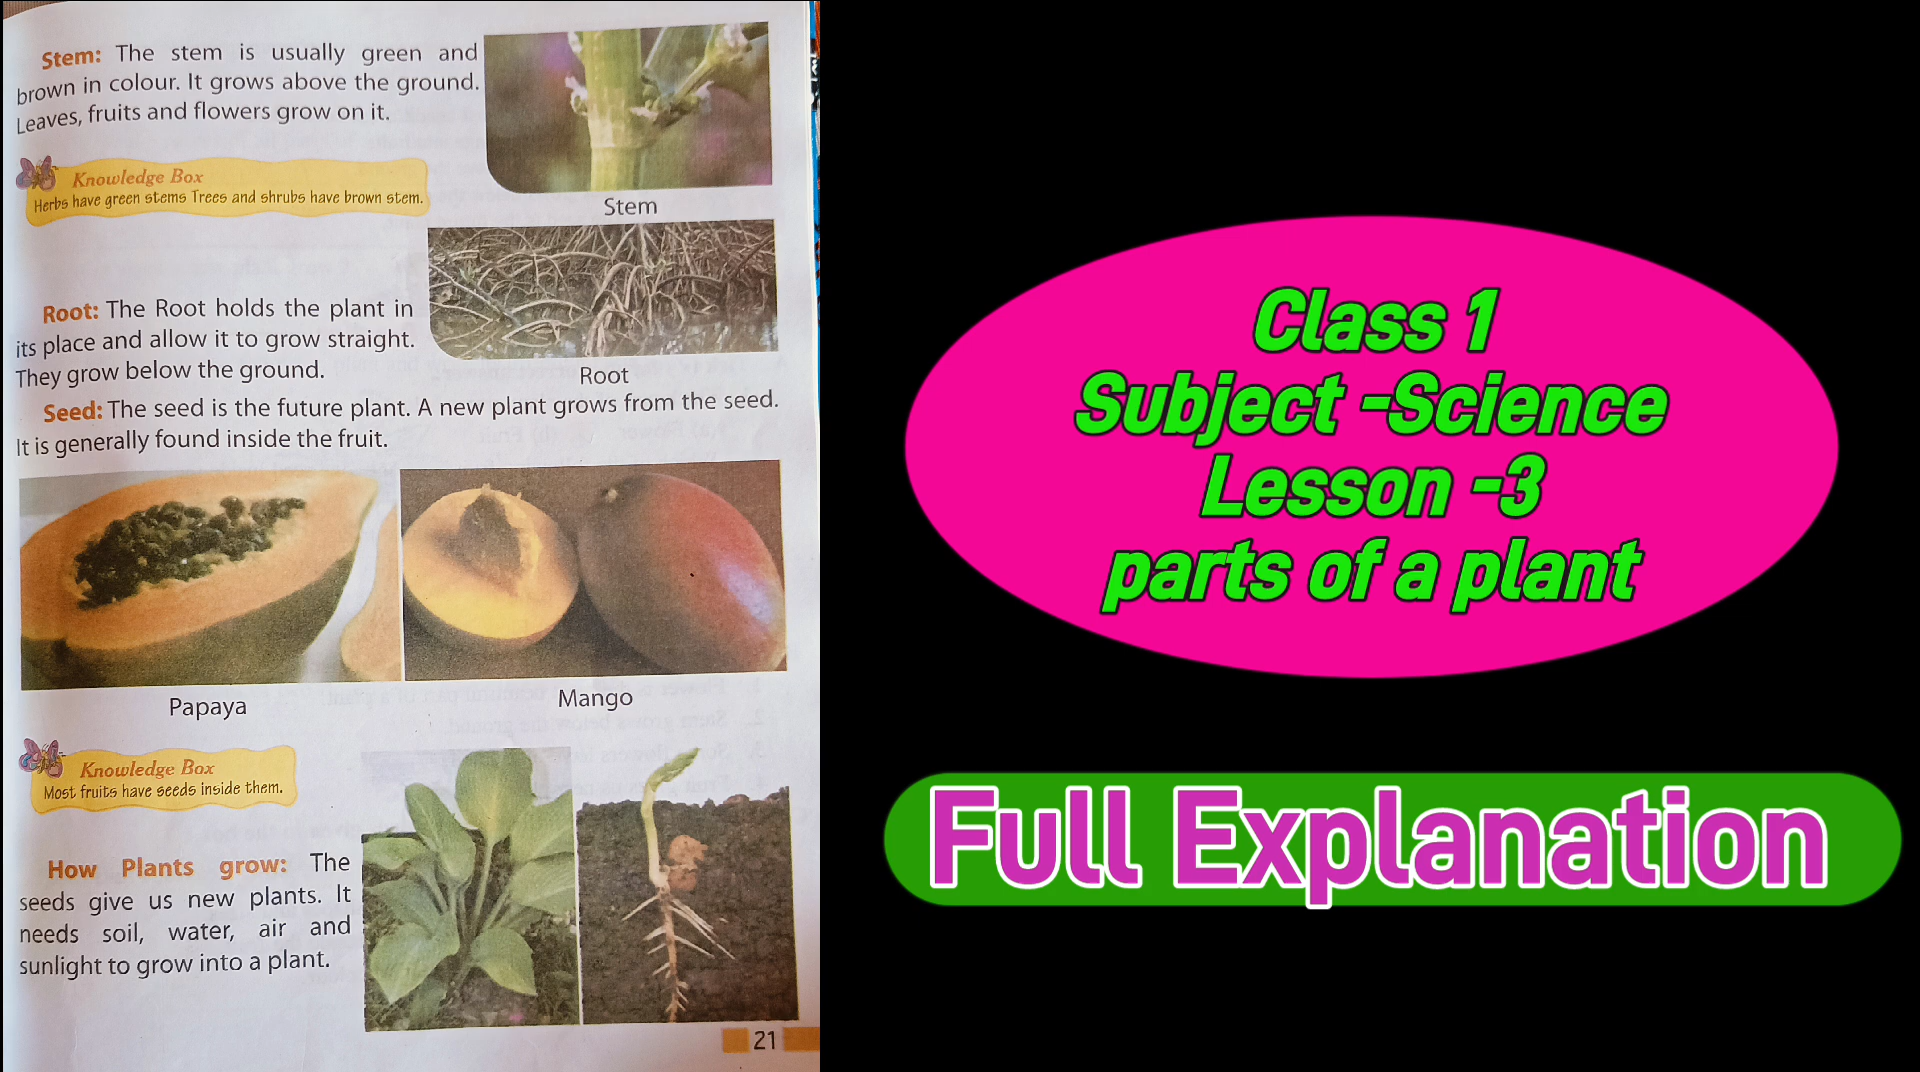 Stem: The stem is usually green and
brown in colour. It grows above the ground.
Leaves, fruits and flowers grow on it.
Knowledge Box
Herbs have green stems Trees and shrubs have brown stem.
Stem
Root: The Root holds the plant in
its place and allow it to grow straight.
They grow below the ground.
Root
Seed: The seed is the future plant. A new plant grows from the seed.
It is generally found inside the fruit.
Papaya
Mango
Knowledge Box
Most fruits have seeds inside them.
How Plants grow: The
seeds give us new plants. It
needs soil, water, air and
sunlight to grow into a plant.
21
Class 1
Subject -Science
Lesson -3
parts of a plant
Full Explanation